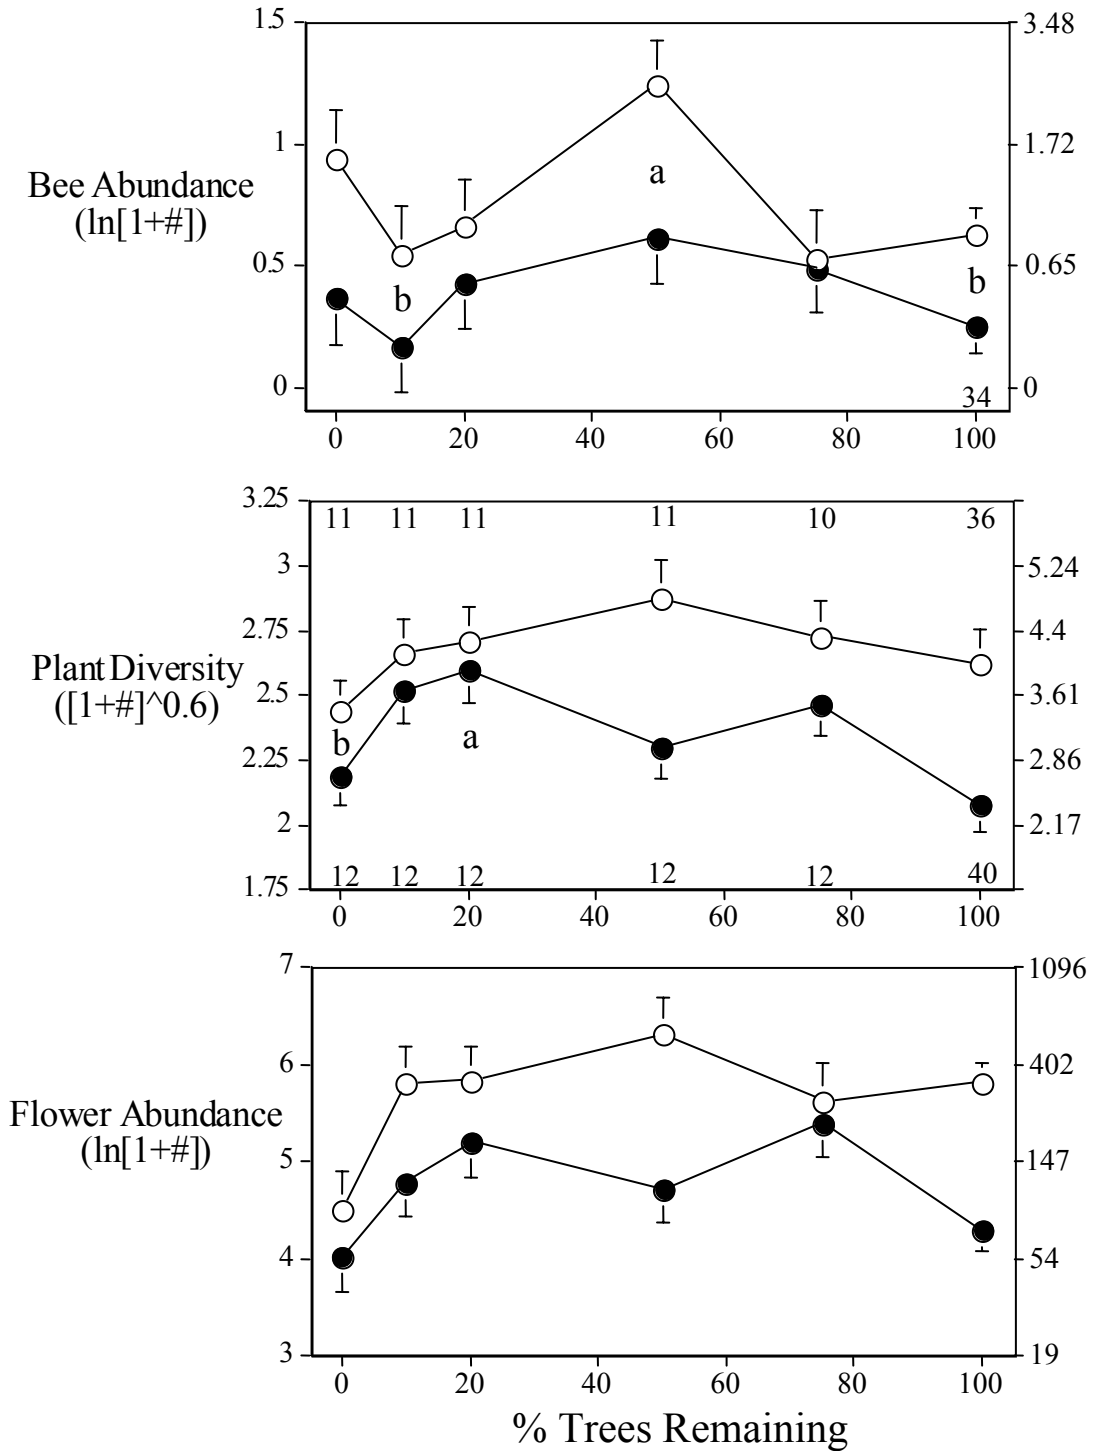 1.5 3.48
1 1.72
Bee Abundance
(ln[1+#])
a
0.5 0.65
b b
0 0
34
0 20 40 60 80 100
3.25
11 11 11 11 10 36
3 5.24
2.75 4.4
Plant Diversity
([1+#]^0.6)
2.5 3.61
b a
2.25 2.86
2 2.17
1.75
12 12 12 12 12 40
0 20 40 60 80 100
7 1096
6 402
Flower Abundance
(ln[1+#])
5 147
4 54
3 19
0 20 40 60 80 100
% Trees Remaining